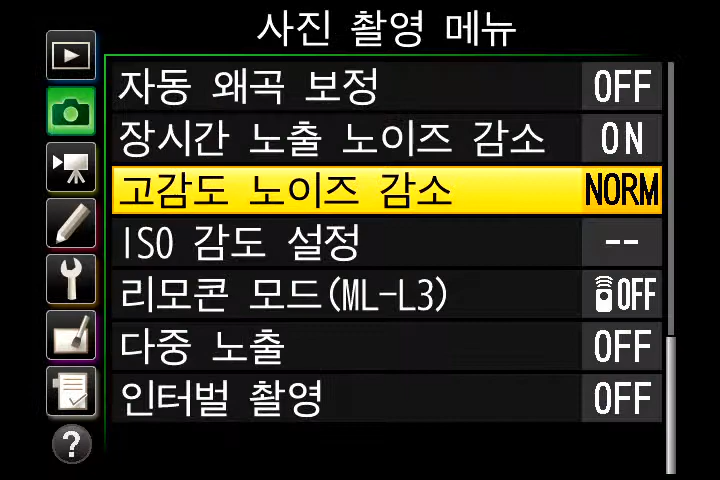 사진 촬영 메뉴
자동 왜곡 보정 OFF
장시간 노출 노이즈 감소 ON
고감도 노이즈 감소 NORM
ISO 감도 설정 --
리모콘 모드(ML-L3) OFF
다중 노출 OFF
인터벌 촬영 OFF
?